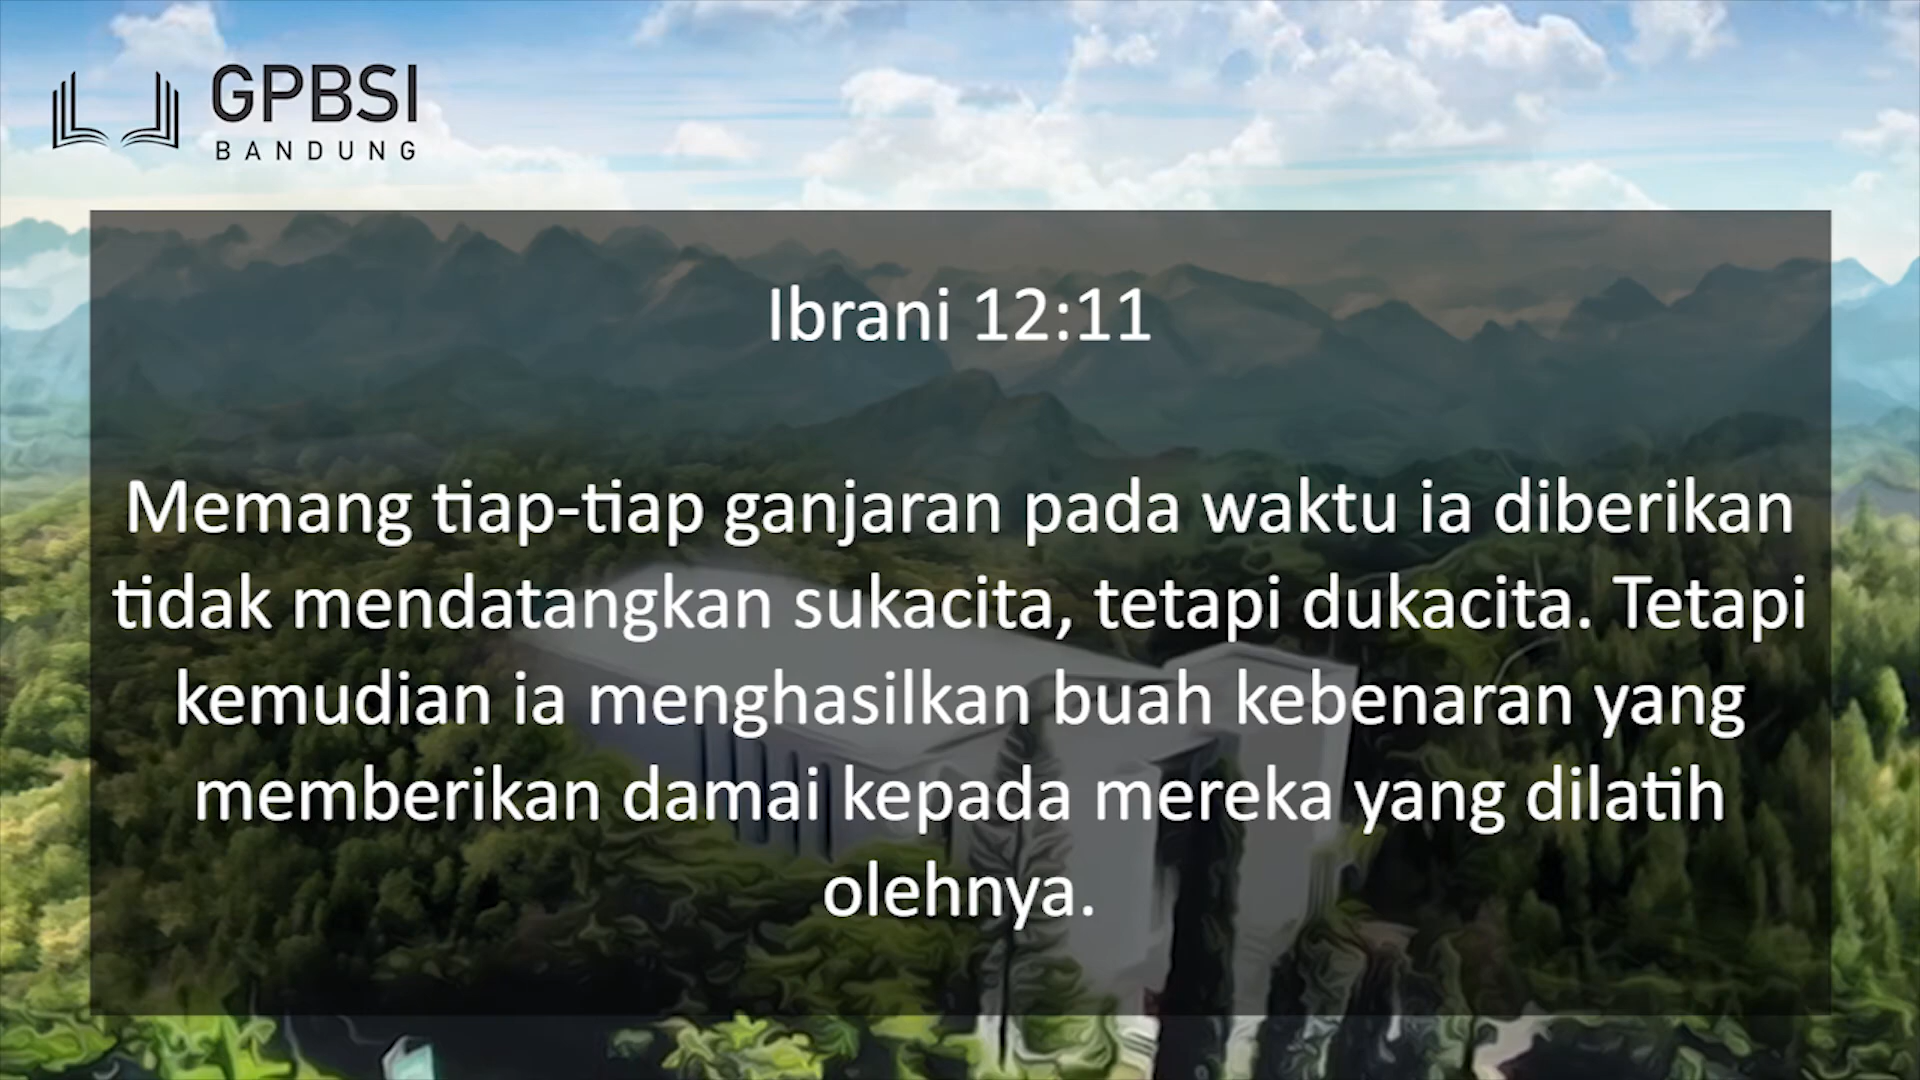 GPBSI
BANDUNG
Ibrani 12:11
Memang tiap-tiap ganjaran pada waktu ia diberikan
tidak mendatangkan sukacita, tetapi dukacita. Tetapi
kemudian ia menghasilkan buah kebenaran yang
memberikan damai kepada mereka yang dilatih
olehnya.